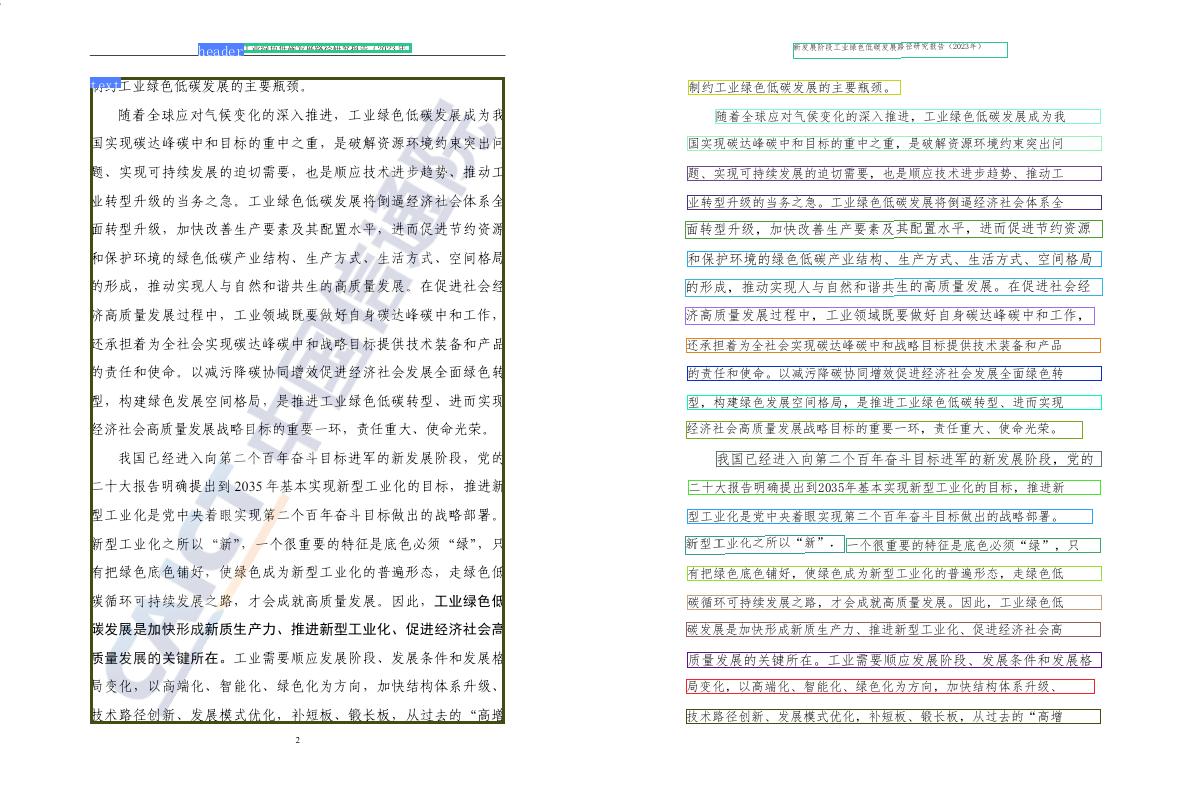 header
text
制约工业绿色低碳发展的主要瓶颈。
随着全球应对气候变化的深入推进，工业绿色低碳发展成为我
国实现碳达峰碳中和目标的重中之重，是破解资源环境约束突出问
题、实现可持续发展的迫切需要，也是顺应技术进步趋势、推动工
业转型升级的当务之急。工业绿色低碳发展将倒逼经济社会体系全
面转型升级，加快改善生产要素及其配置水平，进而促进节约资源
和保护环境的绿色低碳产业结构、生产方式、生活方式、空间格局
的形成，推动实现人与自然和谐共生的高质量发展。在促进社会经
济高质量发展过程中，工业领域既要做好自身碳达峰碳中和工作，
还承担着为全社会实现碳达峰碳中和战略目标提供技术装备和产品
的责任和使命。以减污降碳协同增效促进经济社会发展全面绿色转
型，构建绿色发展空间格局，是推进工业绿色低碳转型、进而实现
经济社会高质量发展战略目标的重要一环，责任重大、使命光荣。
我国已经进入向第二个百年奋斗目标进军的新发展阶段，党的
二十大报告明确提出到 2035 年基本实现新型工业化的目标，推进新
型工业化是党中央着眼实现第二个百年奋斗目标做出的战略部署。
新型工业化之所以“新”，一个很重要的特征是底色必须“绿”，只
有把绿色底色铺好，使绿色成为新型工业化的普遍形态，走绿色低
碳循环可持续发展之路，才会成就高质量发展。因此，工业绿色低
碳发展是加快形成新质生产力、推进新型工业化、促进经济社会高
质量发展的关键所在。工业需要顺应发展阶段、发展条件和发展格
局变化，以高端化、智能化、绿色化为方向，加快结构体系升级、
技术路径创新、发展模式优化，补短板、锻长板，从过去的“高增
CAICT 中国信通院
2
新发展阶段工业绿色低碳发展路径研究报告（2023年）
制约工业绿色低碳发展的主要瓶颈。
随着全球应对气候变化的深入推进，工业绿色低碳发展成为我
国实现碳达峰碳中和目标的重中之重，是破解资源环境约束突出问
题、实现可持续发展的迫切需要，也是顺应技术进步趋势、推动工
业转型升级的当务之急。工业绿色低碳发展将倒逼经济社会体系全
面转型升级，加快改善生产要素及其配置水平，进而促进节约资源
和保护环境的绿色低碳产业结构、生产方式、生活方式、空间格局
的形成，推动实现人与自然和谐共生的高质量发展。在促进社会经
济高质量发展过程中，工业领域既要做好自身碳达峰碳中和工作，
还承担着为全社会实现碳达峰碳中和战略目标提供技术装备和产品
的责任和使命。以减污降碳协同增效促进经济社会发展全面绿色转
型，构建绿色发展空间格局，是推进工业绿色低碳转型、进而实现
经济社会高质量发展战略目标的重要一环，责任重大、使命光荣。
我国已经进入向第二个百年奋斗目标进军的新发展阶段，党的
二十大报告明确提出到2035年基本实现新型工业化的目标，推进新
型工业化是党中央着眼实现第二个百年奋斗目标做出的战略部署。
新型工业化之所以“新”. 一个很重要的特征是底色必须“绿”，只
有把绿色底色铺好，使绿色成为新型工业化的普遍形态，走绿色低
碳循环可持续发展之路，才会成就高质量发展。因此，工业绿色低
碳发展是加快形成新质生产力、推进新型工业化、促进经济社会高
质量发展的关键所在。工业需要顺应发展阶段、发展条件和发展格
局变化，以高端化、智能化、绿色化为方向，加快结构体系升级、
技术路径创新、发展模式优化，补短板、锻长板，从过去的“高增